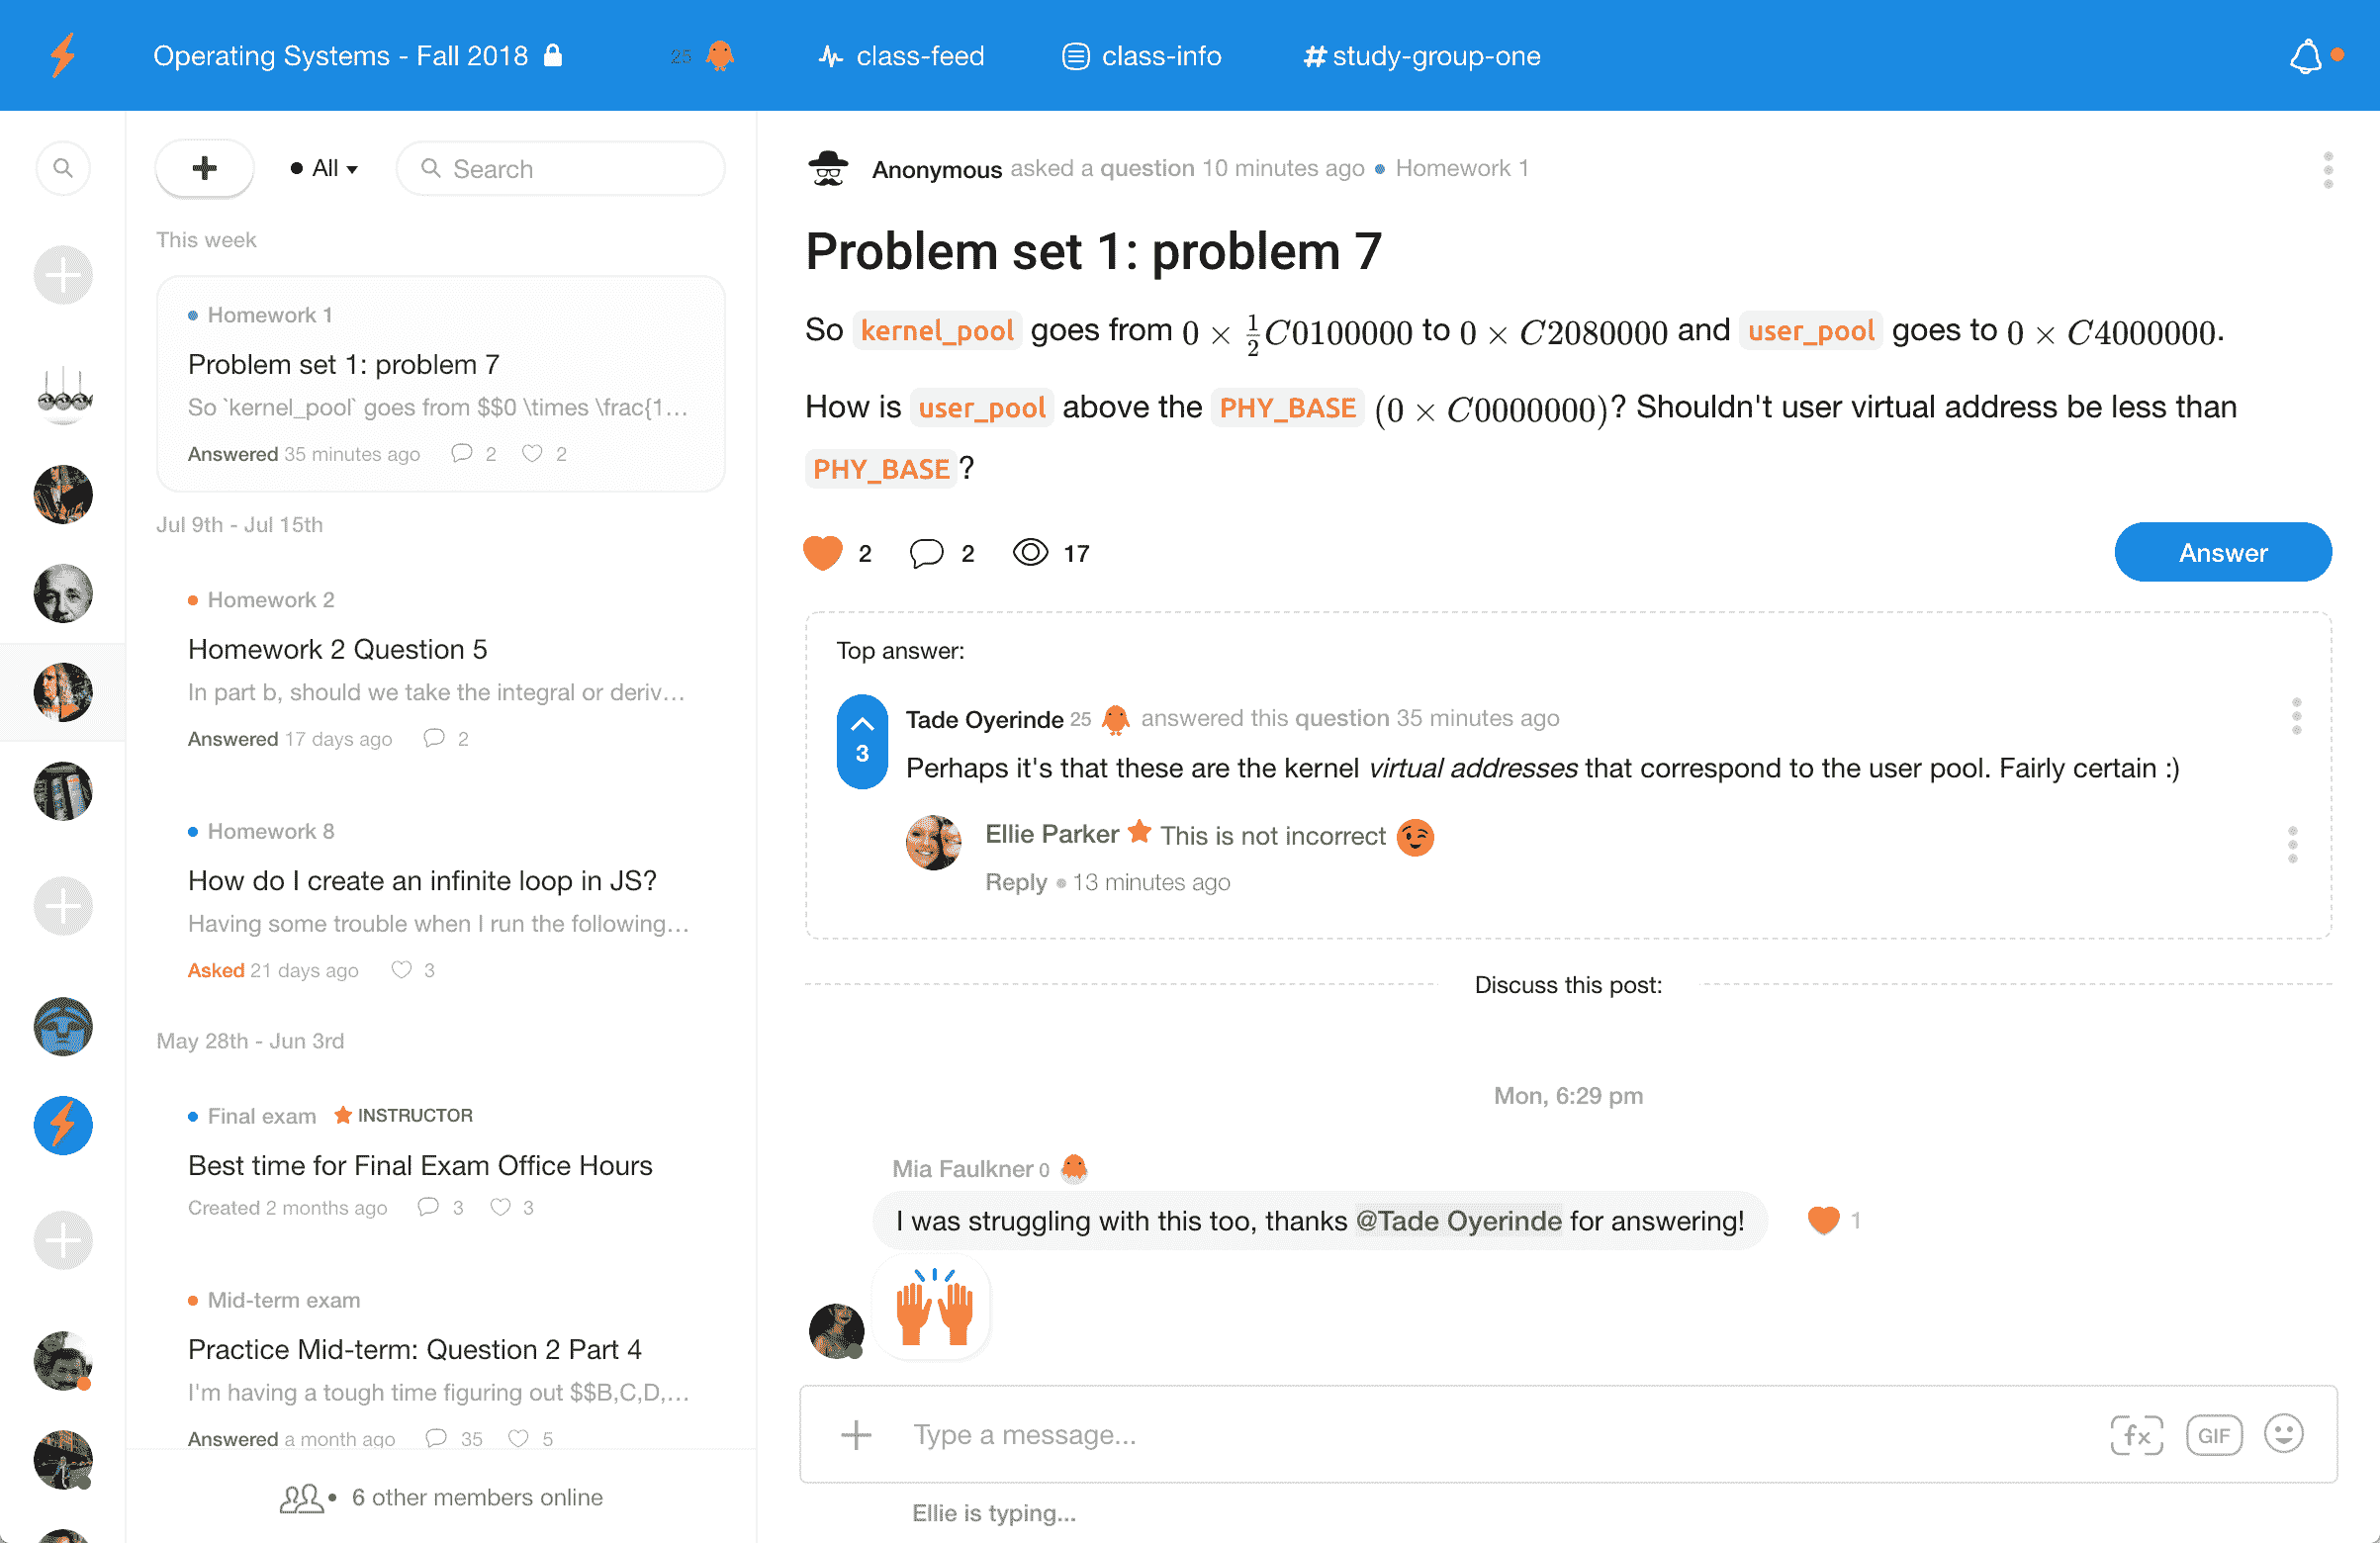 Operating Systems - Fall 2018
25
class-feed
class-info
#study-group-one
All
Search
This week
Homework 1
Problem set 1: problem 7
So `kernel_pool` goes from $$0 \times \frac{1...
Answered 35 minutes ago 2 2
Jul 9th - Jul 15th
Homework 2
Homework 2 Question 5
In part b, should we take the integral or deriv...
Answered 17 days ago 2
Homework 8
How do I create an infinite loop in JS?
Having some trouble when I run the following...
Asked 21 days ago 3
May 28th - Jun 3rd
Final exam INSTRUCTOR
Best time for Final Exam Office Hours
Created 2 months ago 3 3
Mid-term exam
Practice Mid-term: Question 2 Part 4
I'm having a tough time figuring out $$B,C,D,...
Answered a month ago 35 5
6 other members online
Anonymous asked a question 10 minutes ago • Homework 1
Problem set 1: problem 7
So kernel_pool goes from 0 × 1/2 C0100000 to 0 × C2080000 and user_pool goes to 0 × C4000000.
How is user_pool above the PHY_BASE (0 × C0000000)? Shouldn't user virtual address be less than
PHY_BASE?
2 2 17
Answer
Top answer:
3
Tade Oyerinde 25 answered this question 35 minutes ago
Perhaps it's that these are the kernel virtual addresses that correspond to the user pool. Fairly certain :)
Ellie Parker This is not incorrect
Reply • 13 minutes ago
Discuss this post:
Mon, 6:29 pm
Mia Faulkner 0
I was struggling with this too, thanks @Tade Oyerinde for answering!
1
Type a message...
fx
GIF
Ellie is typing...